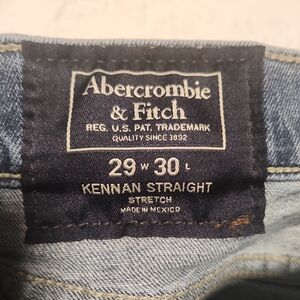 Abercrombie
& Fitch
REG. U.S. PAT. TRADEMARK
QUALITY SINCE 1892
29 W 30 L
KENNAN STRAIGHT
STRETCH
MADE IN MEXICO